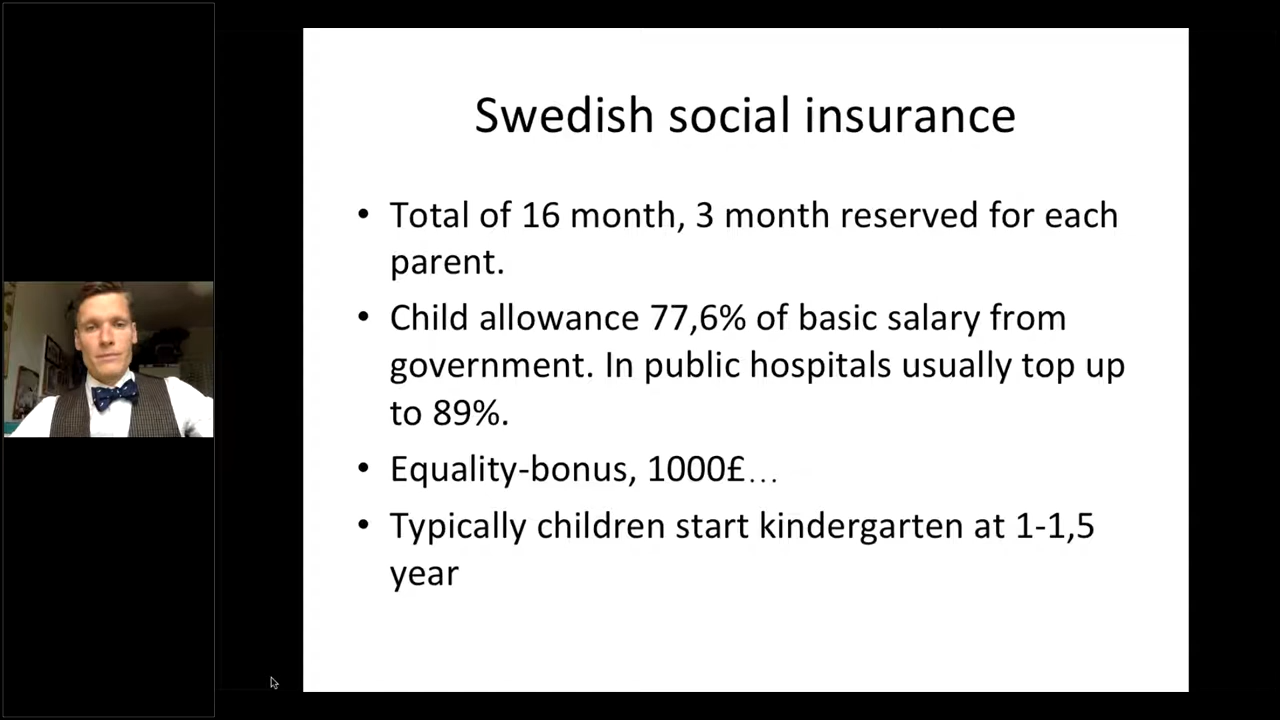 Swedish social insurance
• Total of 16 month, 3 month reserved for each
parent.
• Child allowance 77,6% of basic salary from
government. In public hospitals usually top up
to 89%.
• Equality-bonus, 1000£…
• Typically children start kindergarten at 1-1,5
year